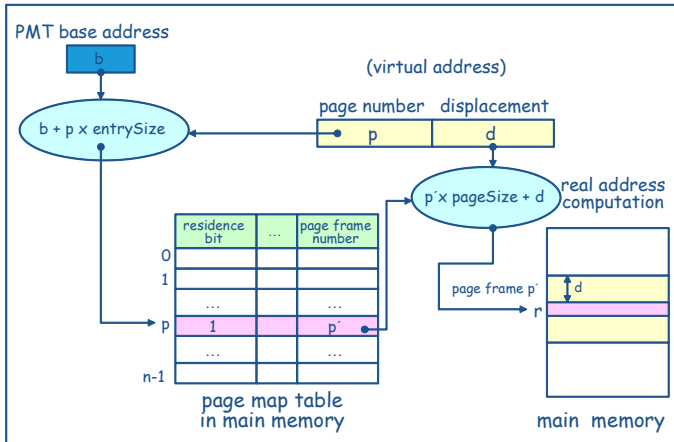 PMT base address
b
(virtual address)
page number displacement
b + p x entrySize
p d
p´x pageSize + d
real address
computation
residence bit ... page frame number
0
1
... ...
page frame p´ d
r
p 1 p´
... ...
n-1
page map table
in main memory
main memory